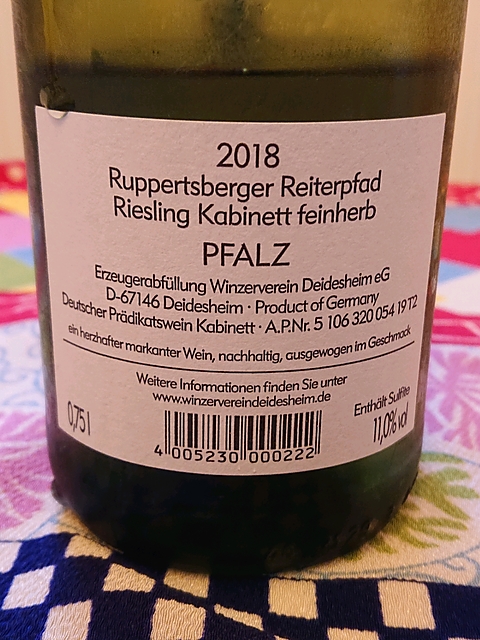 2018
Ruppertsberger Reiterpfad
Riesling Kabinett feinherb
PFALZ
Erzeugerabfüllung Winzerverein Deidesheim eG
D-67146 Deidesheim · Product of Germany
Deutscher Prädikatswein Kabinett · A.P.Nr. 5 106 320 054 19 T2
ein herzhafter markanter Wein, nachhaltig, ausgewogen im Geschmack
Weitere Informationen finden Sie unter
www.winzervereindeidesheim.de
0,75 l
Enthält Sulfite
11,0% vol
4 005230 000222